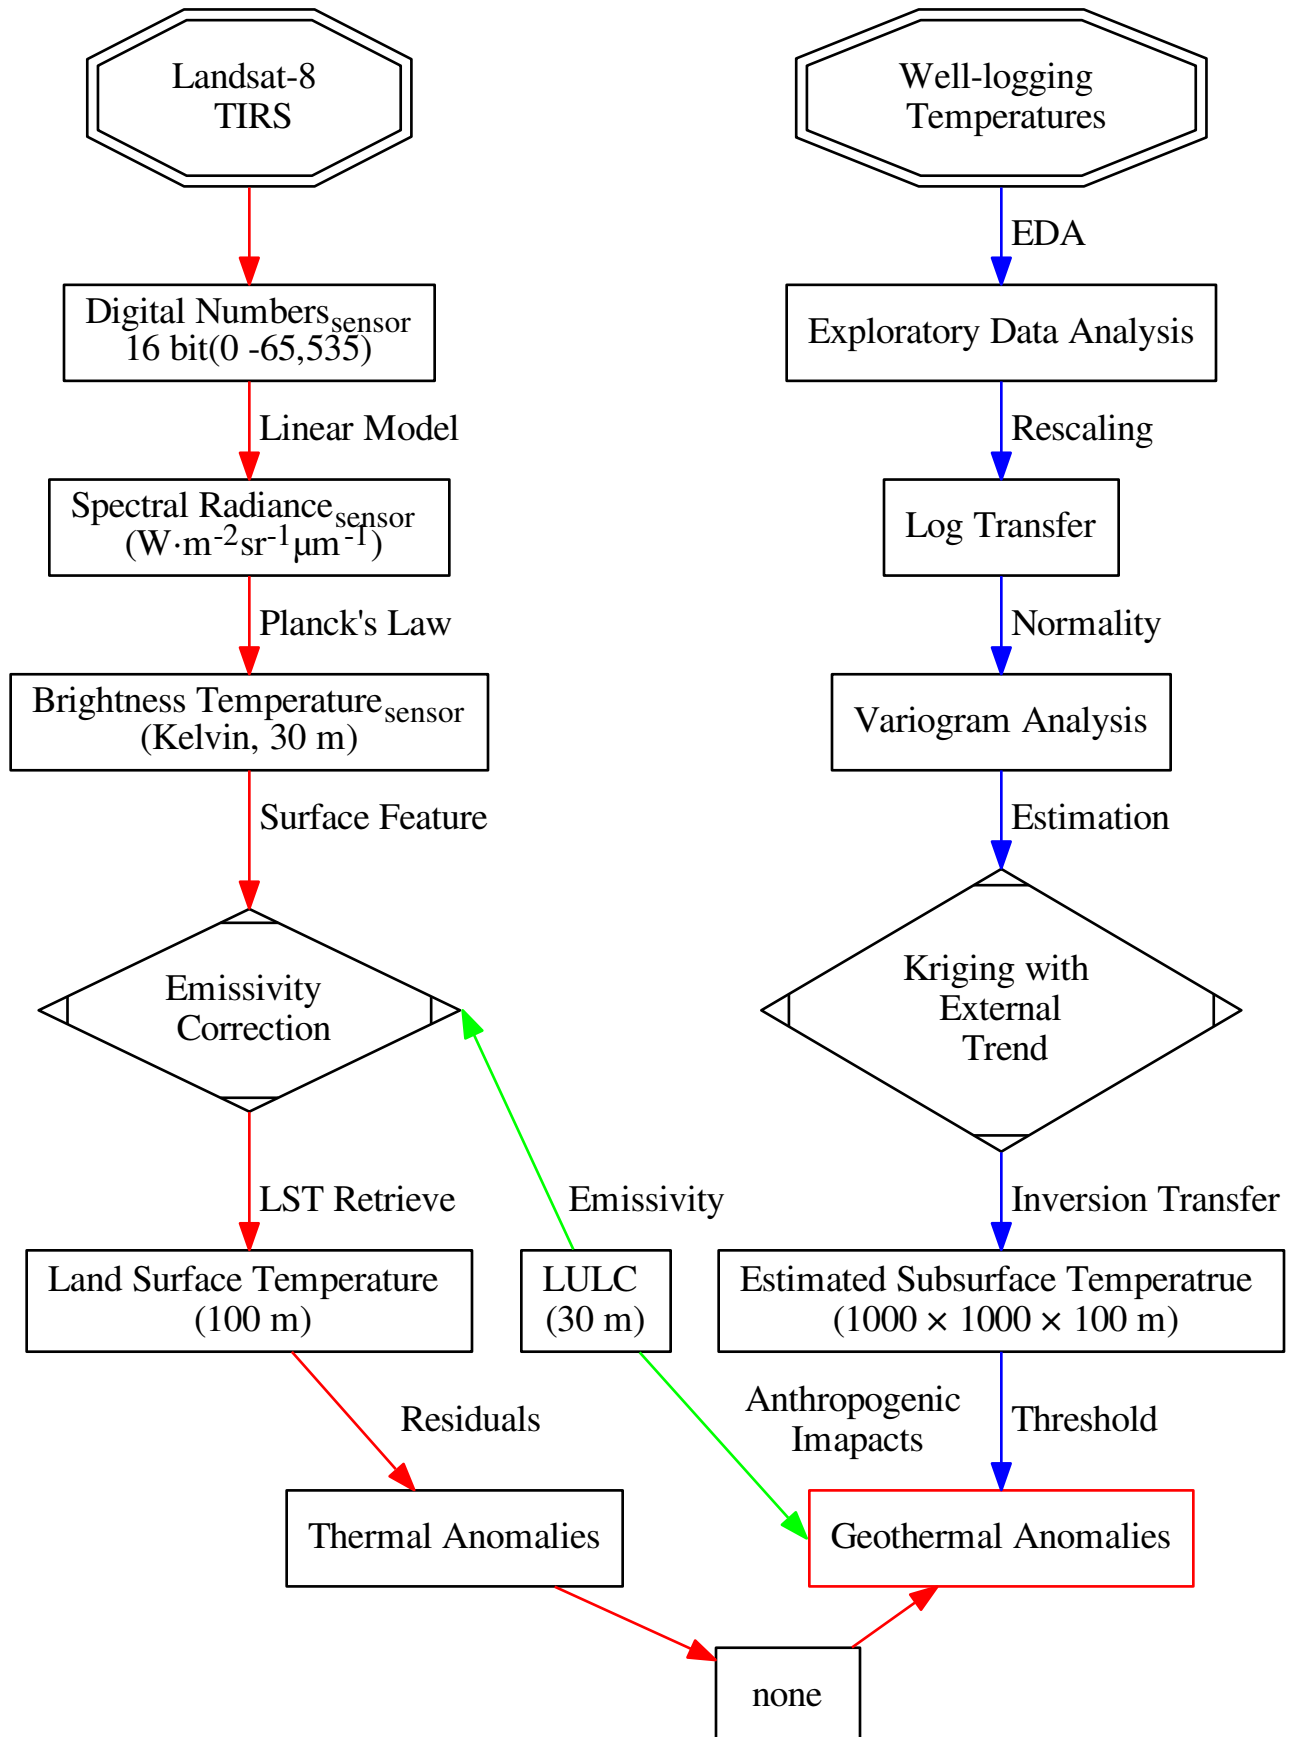 Landsat-8
TIRS
Well-logging
Temperatures
EDA
Digital Numberssensor
16 bit(0 -65,535)
Exploratory Data Analysis
Linear Model
Rescaling
Spectral Radiancesensor
(W·m-2sr-1μm-1)
Log Transfer
Planck's Law
Normality
Brightness Temperaturesensor
(Kelvin, 30 m)
Variogram Analysis
Surface Feature
Estimation
Emissivity
Correction
Kriging with
External
Trend
LST Retrieve
Emissivity
Inversion Transfer
Land Surface Temperature
(100 m)
LULC
(30 m)
Estimated Subsurface Temperatrue
(1000 × 1000 × 100 m)
Residuals
Anthropogenic
Imapacts
Threshold
Thermal Anomalies
Geothermal Anomalies
none